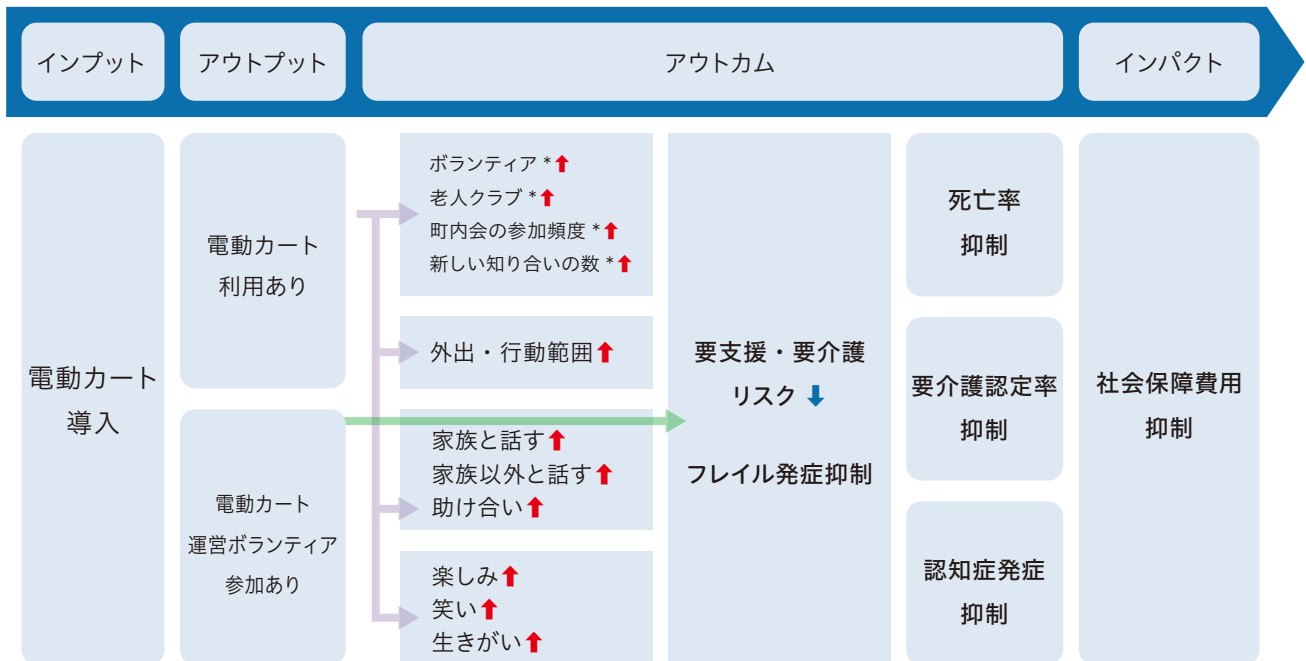 インプット
アウトプット
アウトカム
インパクト
電動カート
導入
電動カート
利用あり
電動カート
運営ボランティア
参加あり
ボランティア *⬆
老人クラブ *⬆
町内会の参加頻度 *⬆
新しい知り合いの数 *⬆
外出・行動範囲⬆
家族と話す⬆
家族以外と話す⬆
助け合い⬆
楽しみ⬆
笑い⬆
生きがい⬆
要支援・要介護
リスク⬇
フレイル発症抑制
死亡率
抑制
要介護認定率
抑制
認知症発症
抑制
社会保障費用
抑制